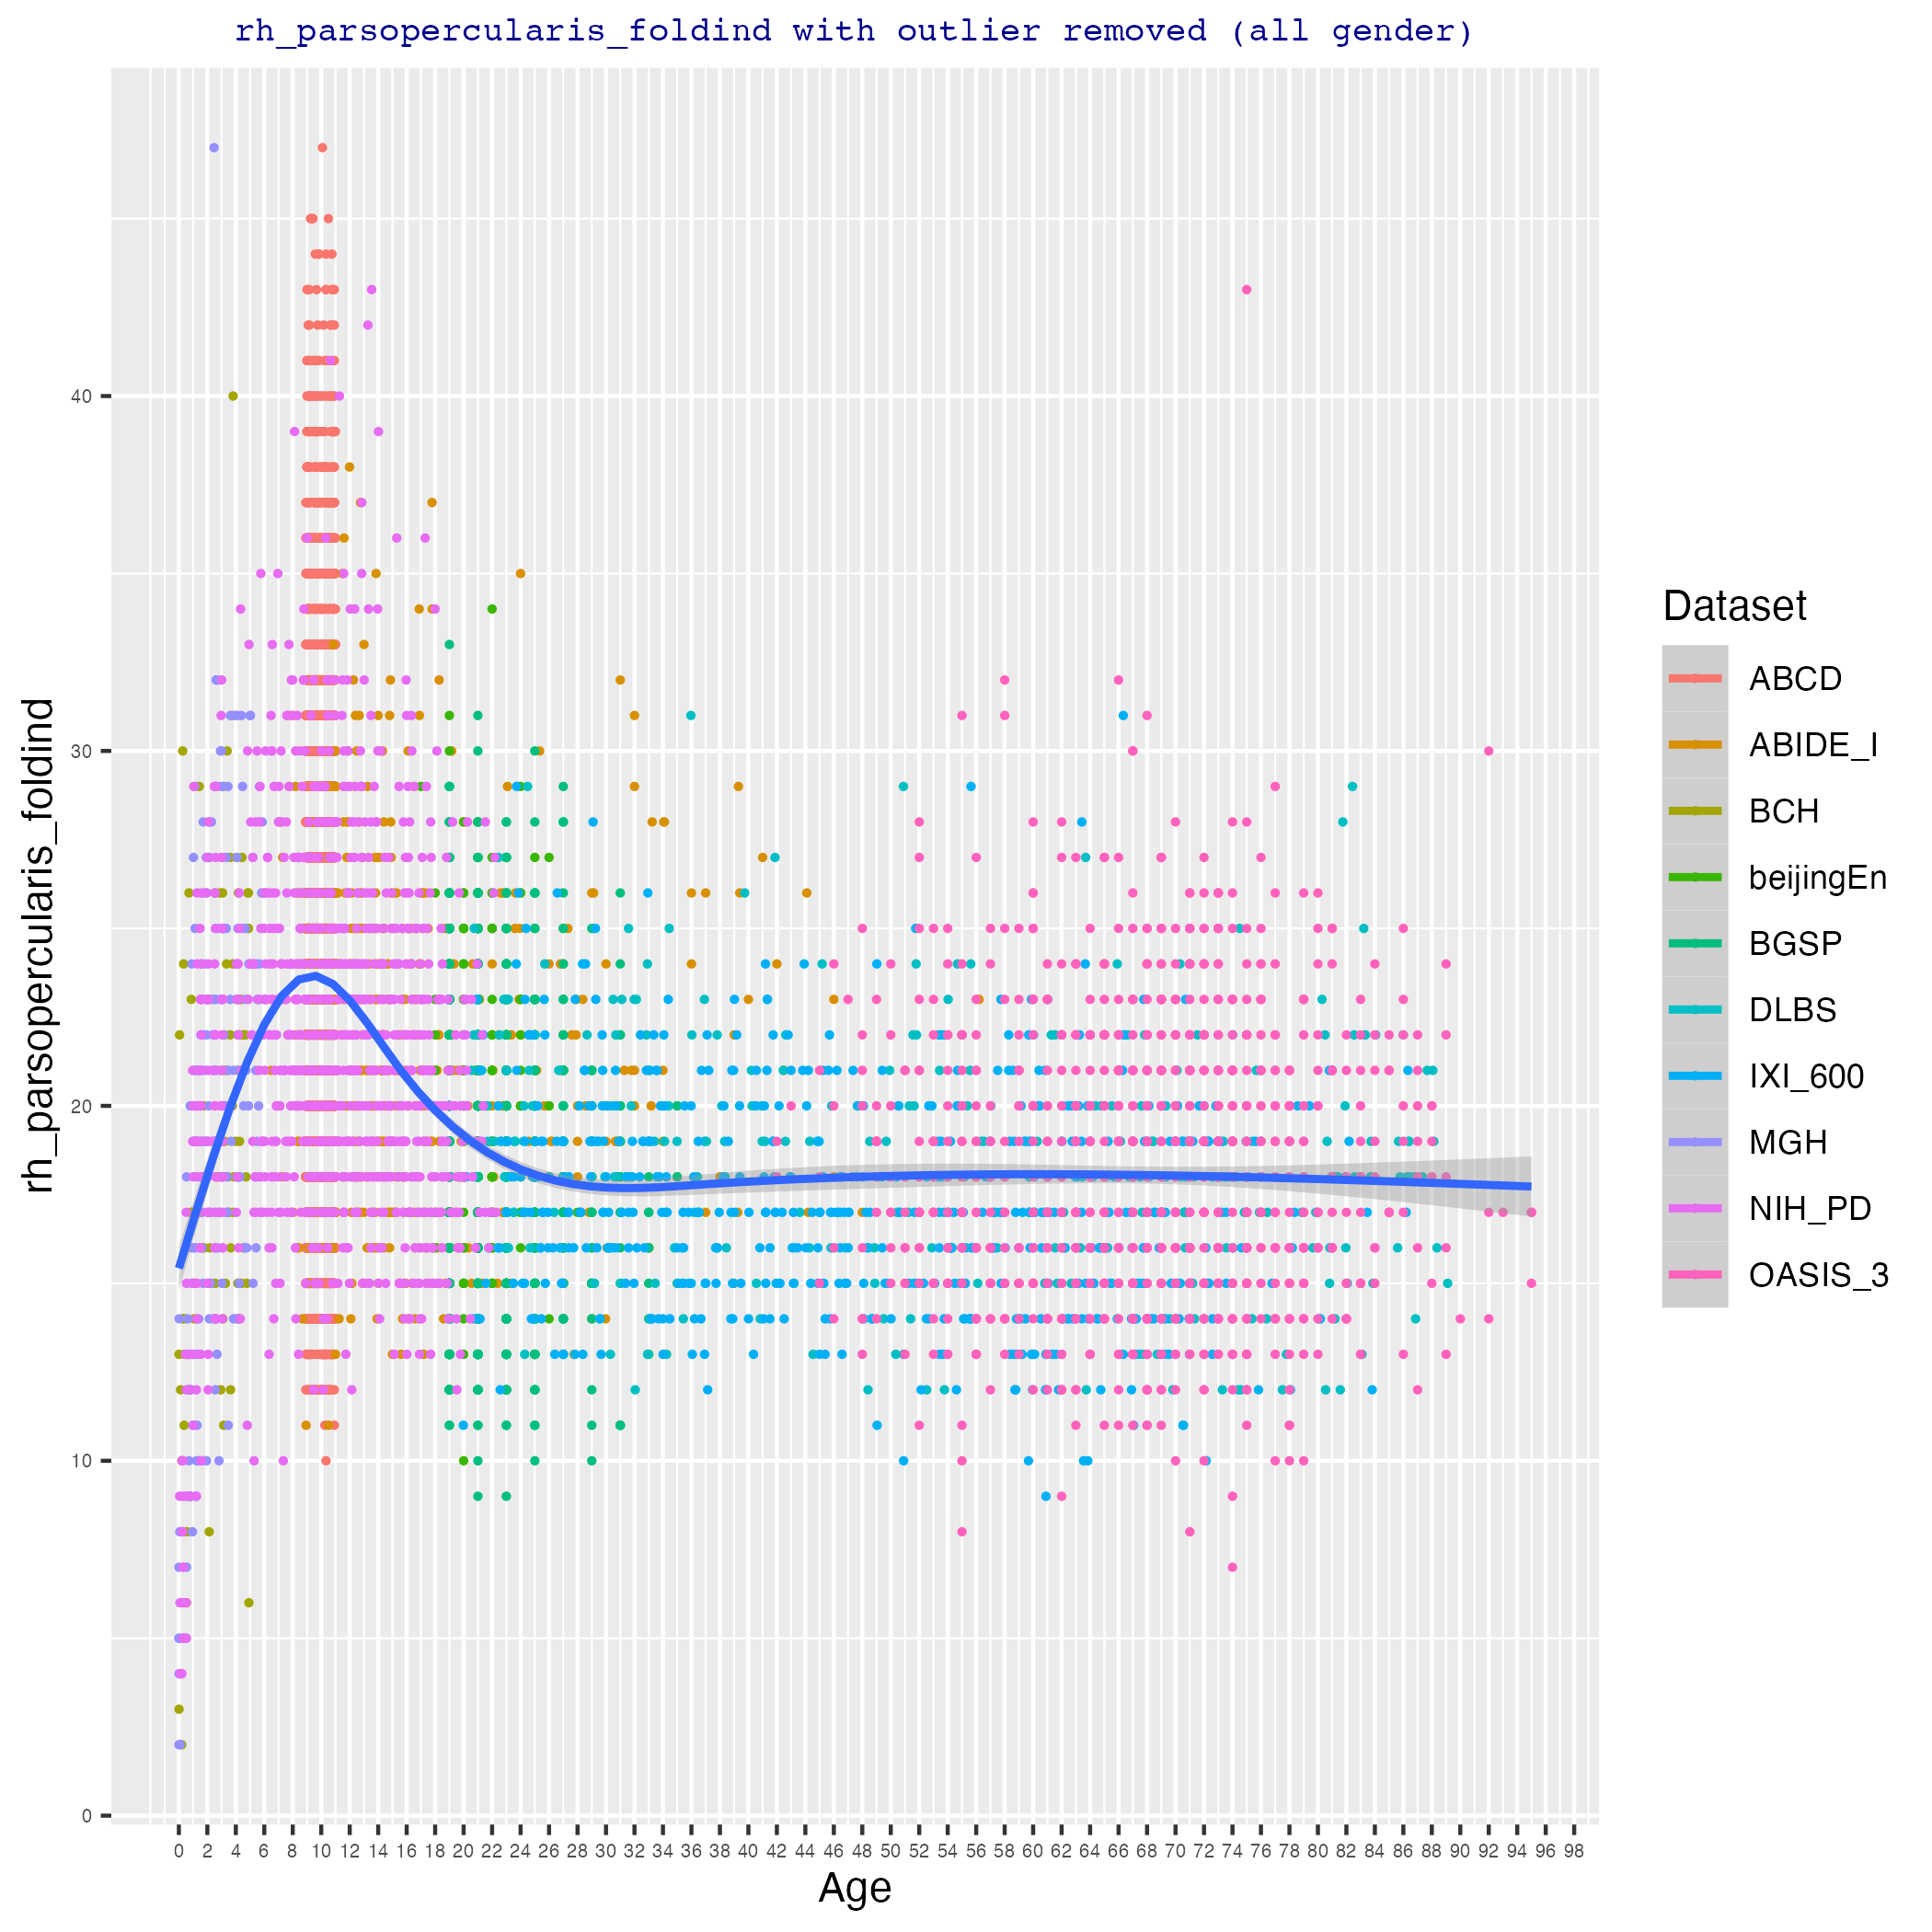 rh_parsopercularis_foldind with outlier removed (all gender)
rh_parsopercularis_foldind
40
30
20
10
0
0 2 4 6 8 10 12 14 16 18 20 22 24 26 28 30 32 34 36 38 40 42 44 46 48 50 52 54 56 58 60 62 64 66 68 70 72 74 76 78 80 82 84 86 88 90 92 94 96 98
Age
Dataset
ABCD
ABIDE_I
BCH
beijingEn
BGSP
DLBS
IXI_600
MGH
NIH_PD
OASIS_3